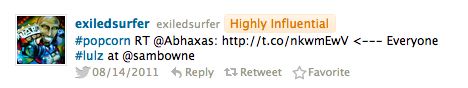 exiledsurfer exiledsurfer Highly Influential
#popcorn RT @Abhaxas: http://t.co/nkwmEwV <--- Everyone
#lulz at @sambowne
08/14/2011 Reply Retweet Favorite